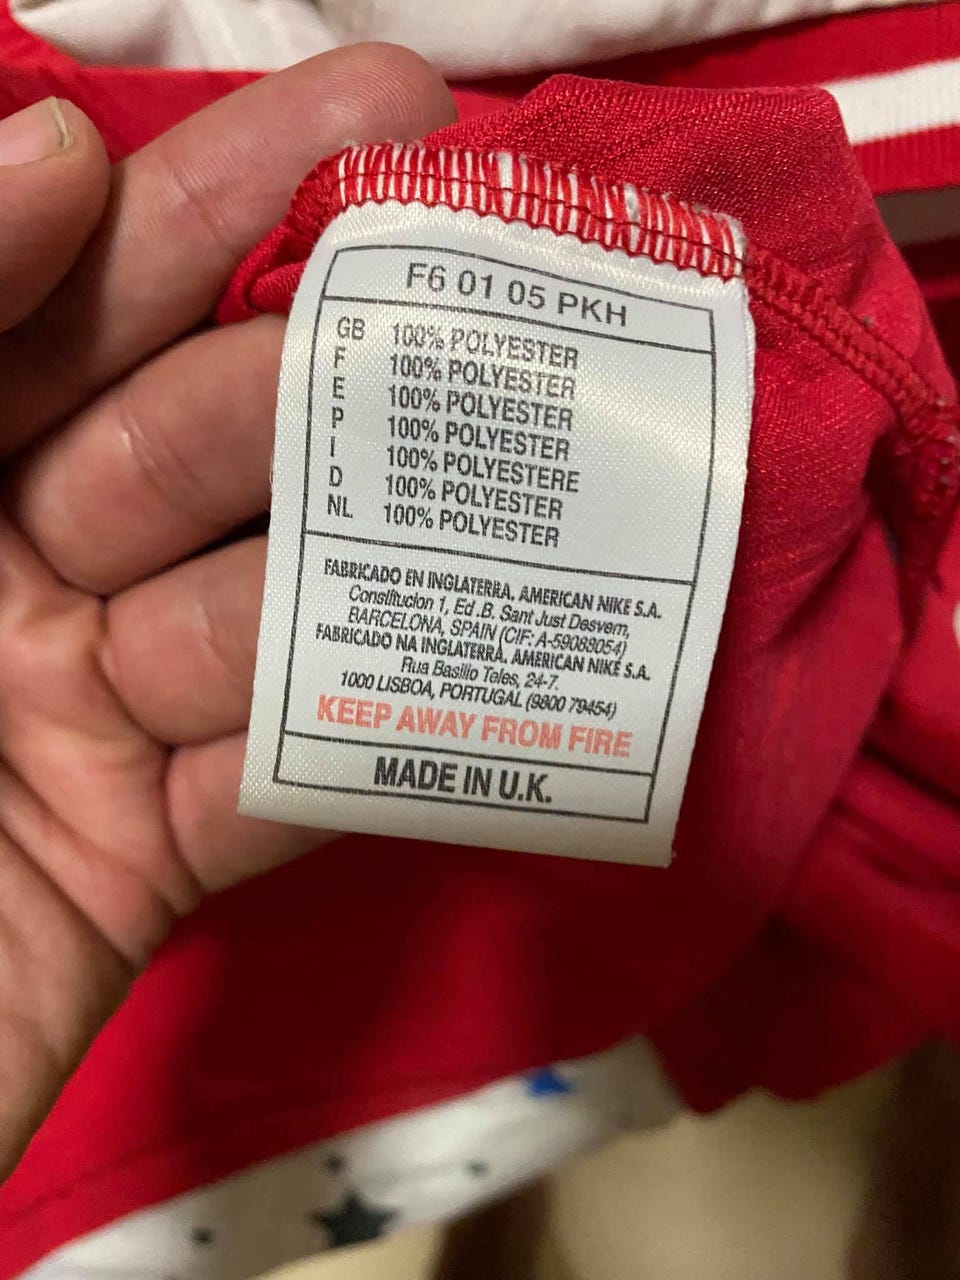 F6 01 05 PKH
GB 100% POLYESTER
F 100% POLYESTER
E 100% POLYESTER
P 100% POLYESTER
I 100% POLYESTERE
D 100% POLYESTER
NL 100% POLYESTER
FABRICADO EN INGLATERRA. AMERICAN NIKE S.A.
Constitucion 1, Ed.B. Sant Just Desvern,
BARCELONA, SPAIN (CIF: A-59088054)
FABRICADO NA INGLATERRA. AMERICAN NIKE S.A.
Rua Basilio Teles, 24-7.
1000 LISBOA, PORTUGAL (9800 79454)
KEEP AWAY FROM FIRE
MADE IN U.K.